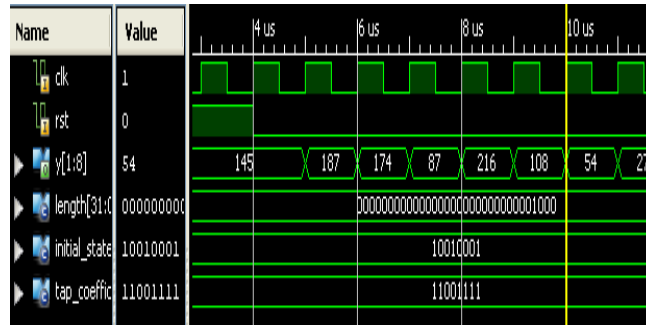 Name Value 4 us 6 us 8 us 10 us
clk 1
rst 0
y[1:8] 54 145 187 174 87 216 108 54 27
length[31:0 000000000 00000000000000000000000000001000
initial_state 10010001 10010001
tap_coeffic 11001111 11001111